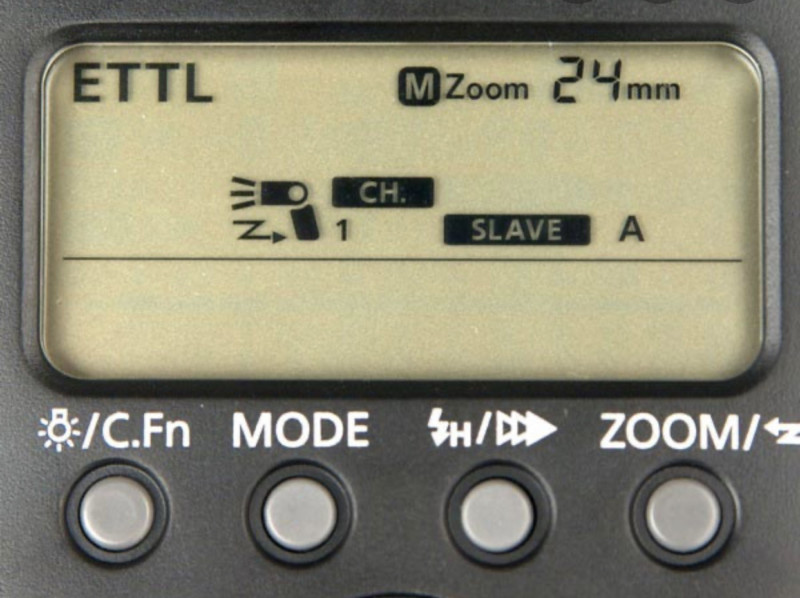 ETTL M Zoom 24mm
CH.
1 SLAVE A
/C.Fn MODE H/ ZOOM/